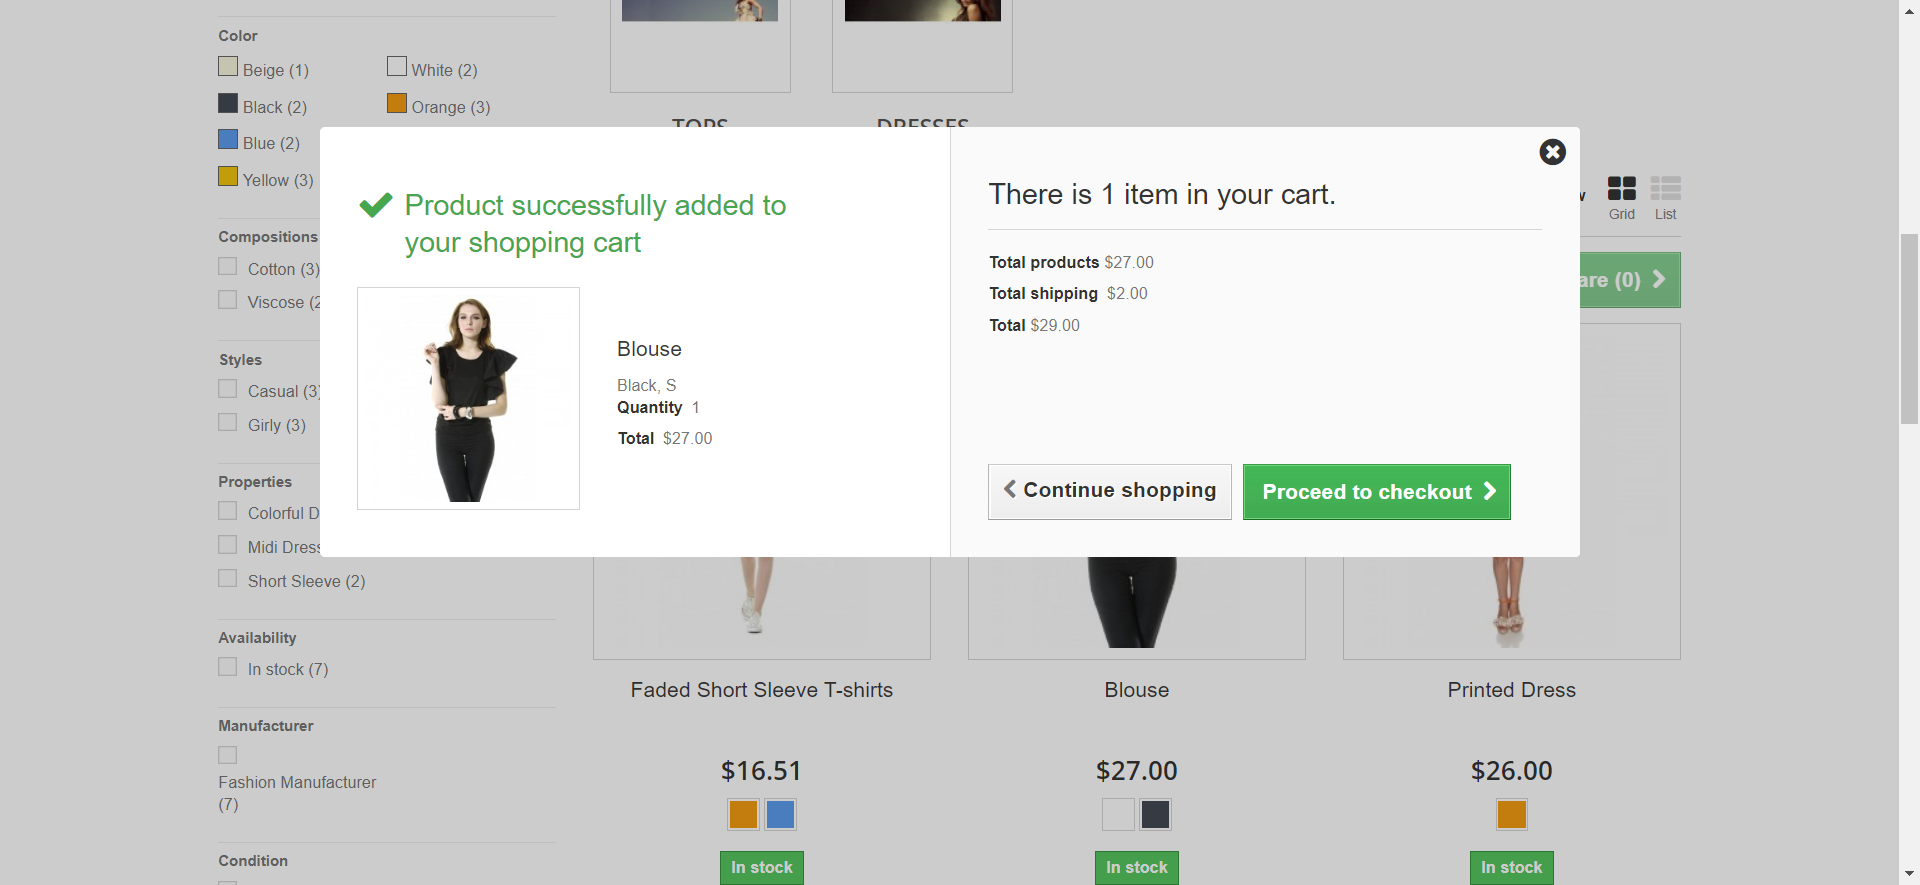 Color
Beige (1)
White (2)
Black (2)
Orange (3)
Blue (2)
Yellow (3)
Compositions
Cotton (3)
Viscose (2
Styles
Casual (3)
Girly (3)
Properties
Colorful D
Midi Dress
Short Sleeve (2)
Availability
In stock (7)
Manufacturer
Fashion Manufacturer
(7)
Condition
TOPS
DRESSES
Grid
List
are (0)
Product successfully added to
your shopping cart
Blouse
Black, S
Quantity 1
Total $27.00
There is 1 item in your cart.
Total products $27.00
Total shipping $2.00
Total $29.00
Continue shopping
Proceed to checkout
Faded Short Sleeve T-shirts
$16.51
In stock
Blouse
$27.00
In stock
Printed Dress
$26.00
In stock